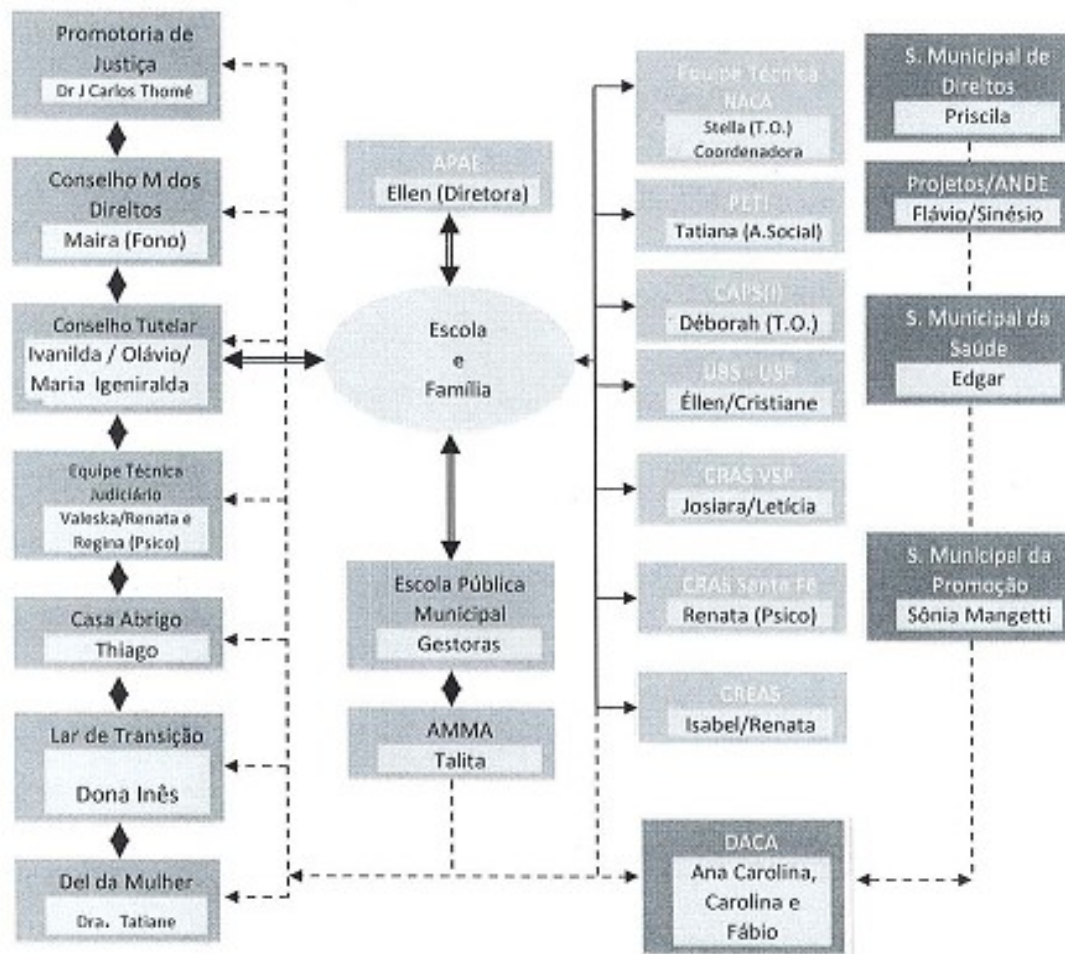 Promotoria de
Justiça
Dr J Carlos Thomé
Conselho M dos
Direitos
Maira (Fono)
Conselho Tutelar
Ivanilda / Olávio/
Maria Igeniralda
Equipe Técnica
Judiciário
Valeska/Renata e
Regina (Psico)
Casa Abrigo
Thiago
Lar de Transição
Dona Inês
Del da Mulher
Dra. Tatiane
APAE
Ellen (Diretora)
Escola
e
Família
Escola Pública
Municipal
Gestoras
AMMA
Talita
Equipe Técnica
NACA
Stella (T.O.)
Coordenadora
PETI
Tatiana (A.Social)
CAPS(I)
Déborah (T.O.)
UBS - USP
Éllen/Cristiane
CRAS VSP
Josiara/Letícia
CRAS Santa Fé
Renata (Psico)
CREAS
Isabel/Renata
DACA
Ana Carolina,
Carolina e
Fábio
S. Municipal de
Direitos
Priscila
Projetos/ANDE
Flávio/Sinésio
S. Municipal da
Saúde
Edgar
S. Municipal da
Promoção
Sônia Mangetti